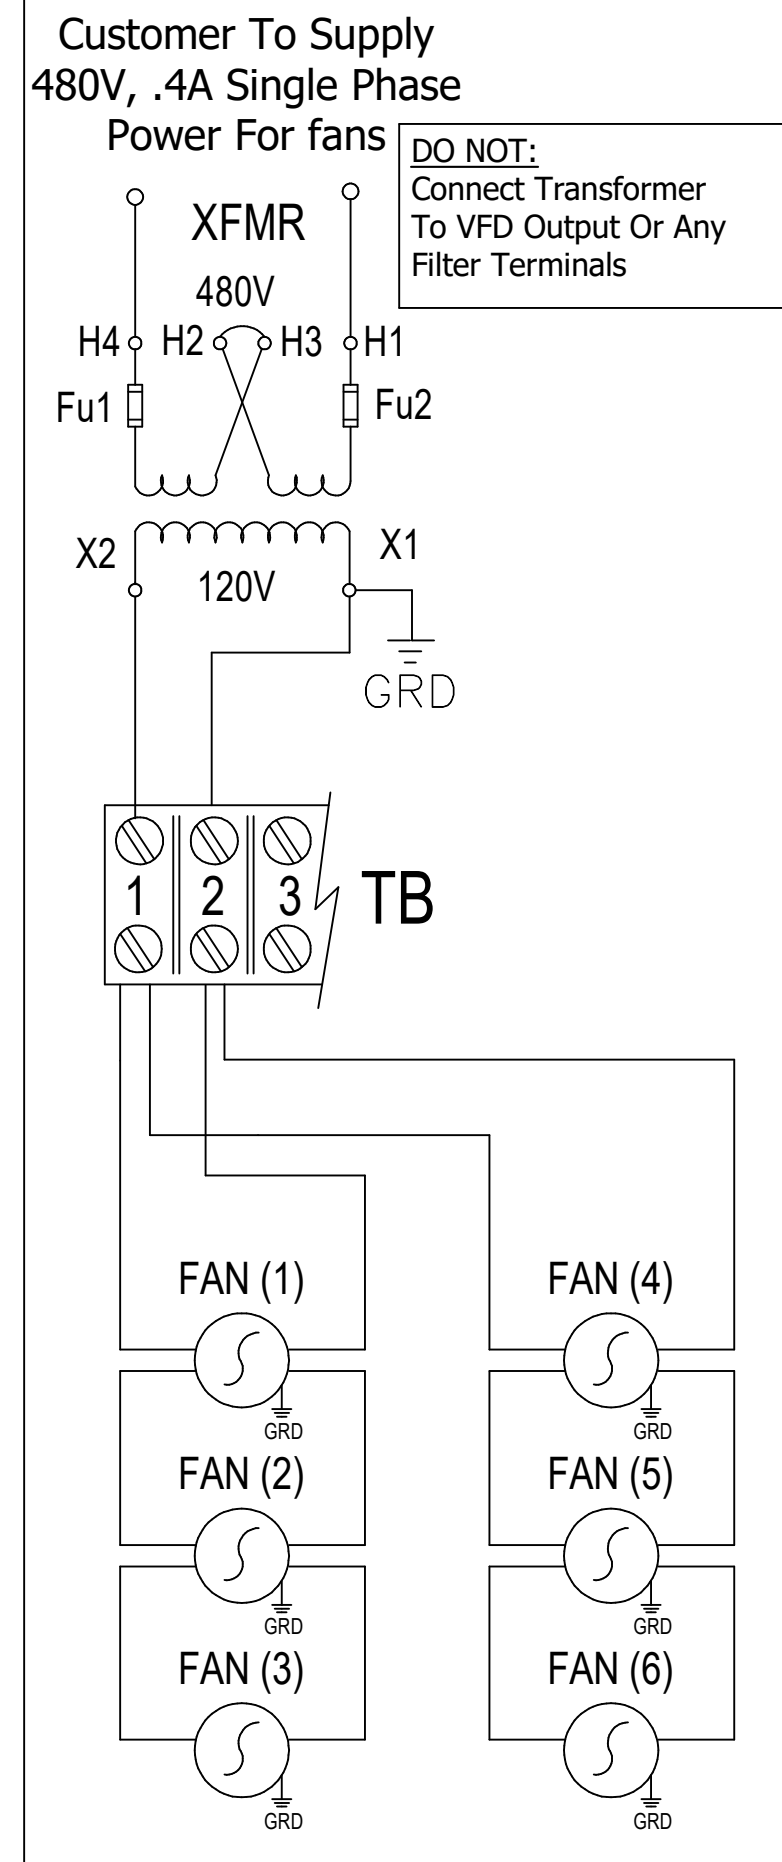 Customer To Supply
480V, .4A Single Phase
Power For fans
DO NOT:
Connect Transformer
To VFD Output Or Any
Filter Terminals
XFMR
480V
H4 H2 H3 H1
Fu1 Fu2
X2 X1
120V
GRD
1 2 3 TB
FAN (1) FAN (4)
GRD GRD
FAN (2) FAN (5)
GRD GRD
FAN (3) FAN (6)
GRD GRD